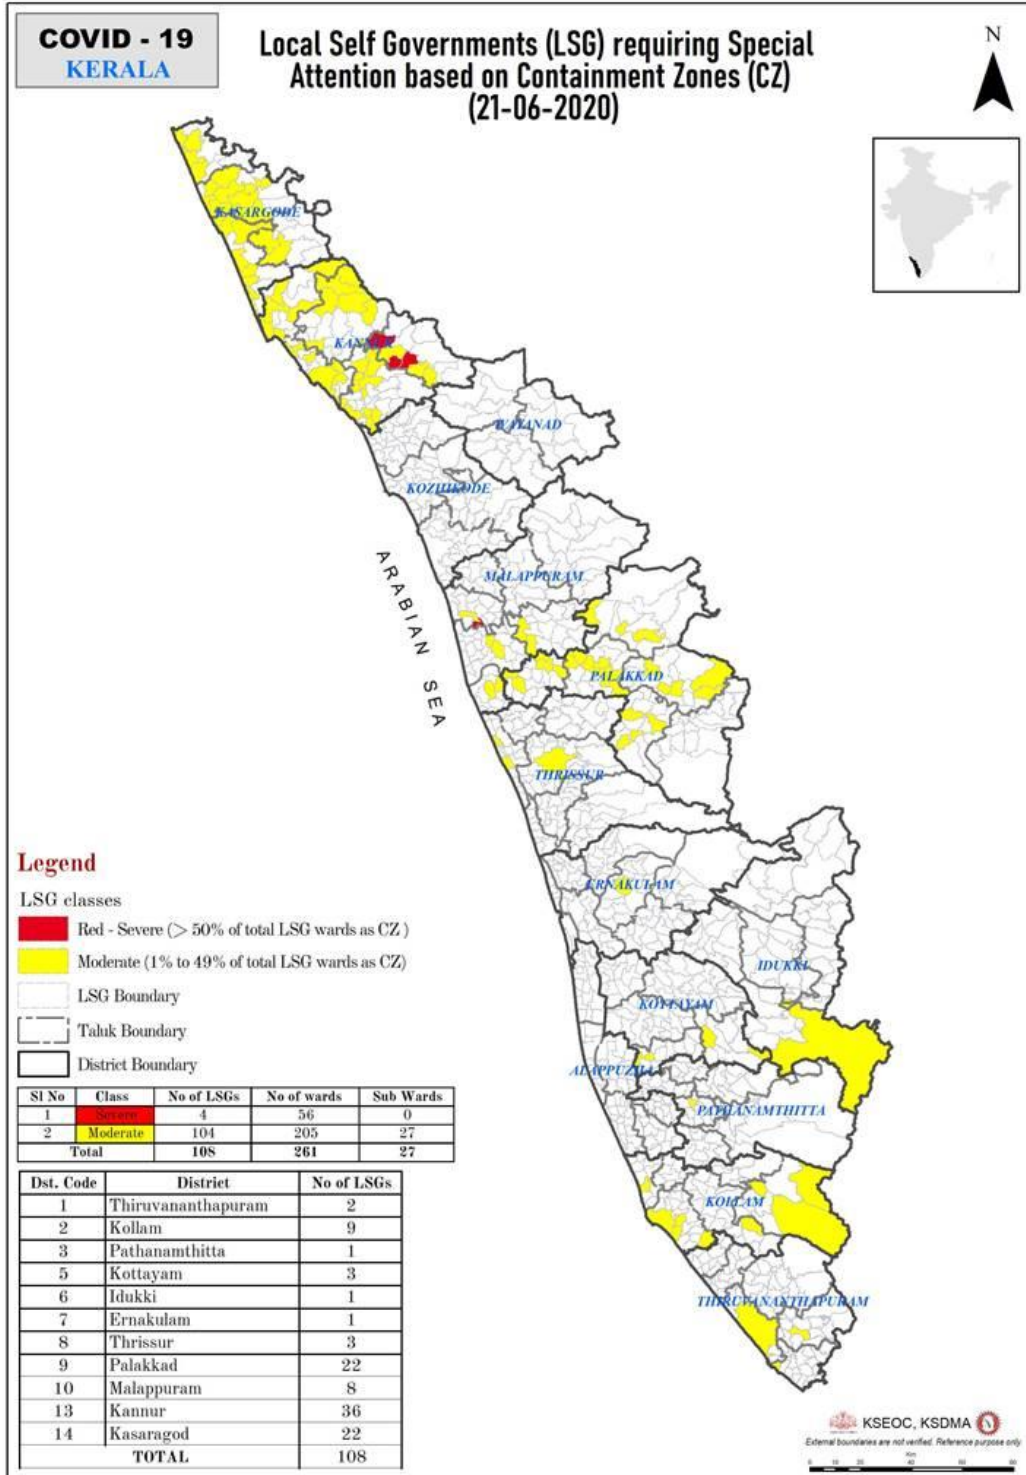 COVID - 19
KERALA
Local Self Governments (LSG) requiring Special
Attention based on Containment Zones (CZ)
(21-06-2020)
N
KASARGODE
KANNUR
WAYANAD
KOZHIKODE
MALAPPURAM
ARABIAN SEA
PALAKKAD
THRISSUR
ERNAKULAM
IDUKKI
KOTTAYAM
ALAPPUZHA
PATHANAMTHITTA
KOLLAM
THIRUVANANTHAPURAM
Legend
LSG classes
Red - Severe (> 50% of total LSG wards as CZ )
Moderate (1% to 49% of total LSG wards as CZ)
LSG Boundary
Taluk Boundary
District Boundary
Sl No Class No of LSGs No of wards Sub Wards
1 Severe 4 56 0
2 Moderate 104 205 27
Total 108 261 27
Dst. Code District No of LSGs
1 Thiruvananthapuram 2
2 Kollam 9
3 Pathanamthitta 1
5 Kottayam 3
6 Idukki 1
7 Ernakulam 1
8 Thrissur 3
9 Palakkad 22
10 Malappuram 8
13 Kannur 36
14 Kasaragod 22
TOTAL 108
KSEOC, KSDMA
External boundaries are not verified. Reference purpose only
Km
0 10 20 40 60 80